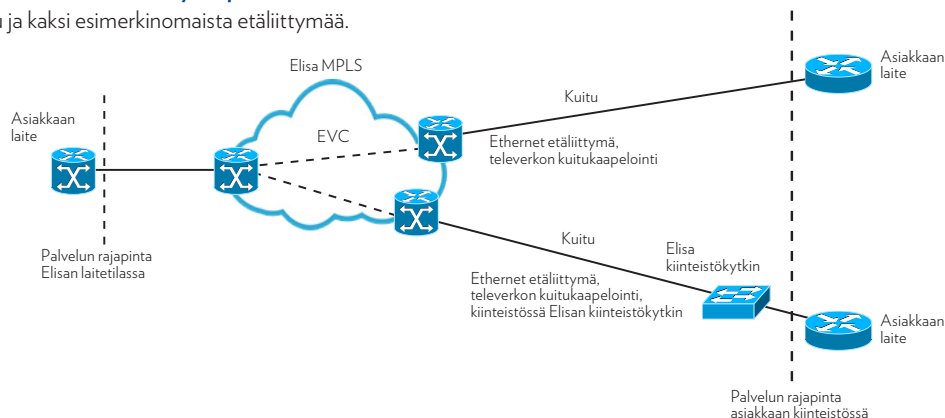 ja kaksi esimerkinomaista etäliittymää.
Elisa MPLS
Asiakkaan
laite
Kuitu
Asiakkaan
laite
EVC
Ethernet etäliittymä,
televerkon kuitukaapelointi
Palvelun rajapinta
Elisan laitetilassa
Kuitu
Elisa
kiinteistökytkin
Ethernet etäliittymä,
televerkon kuitukaapelointi,
kiinteistössä Elisan kiinteistökytkin
Asiakkaan
laite
Palvelun rajapinta
asiakkaan kiinteistössä